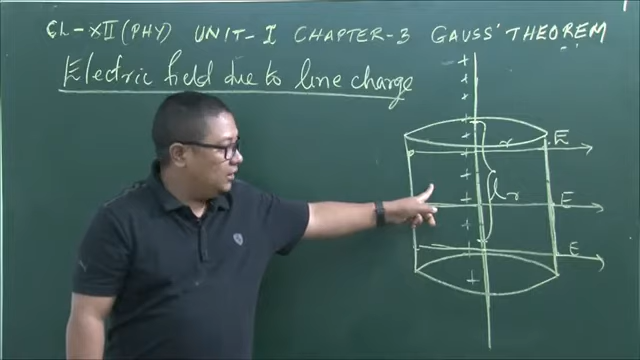 CL-XII (PHY) UNIT-I CHAPTER-3 GAUSS' THEOREM
Electric field due to line charge
+
+
+
+
+
r E
+
+
l r
+
E
+
+
E
+